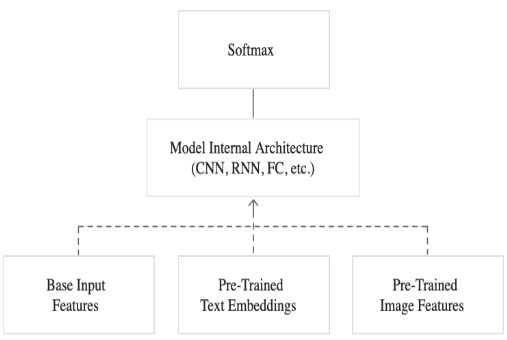 Softmax
Model Internal Architecture
(CNN, RNN, FC, etc.)
Base Input
Features
Pre-Trained
Text Embeddings
Pre-Trained
Image Features